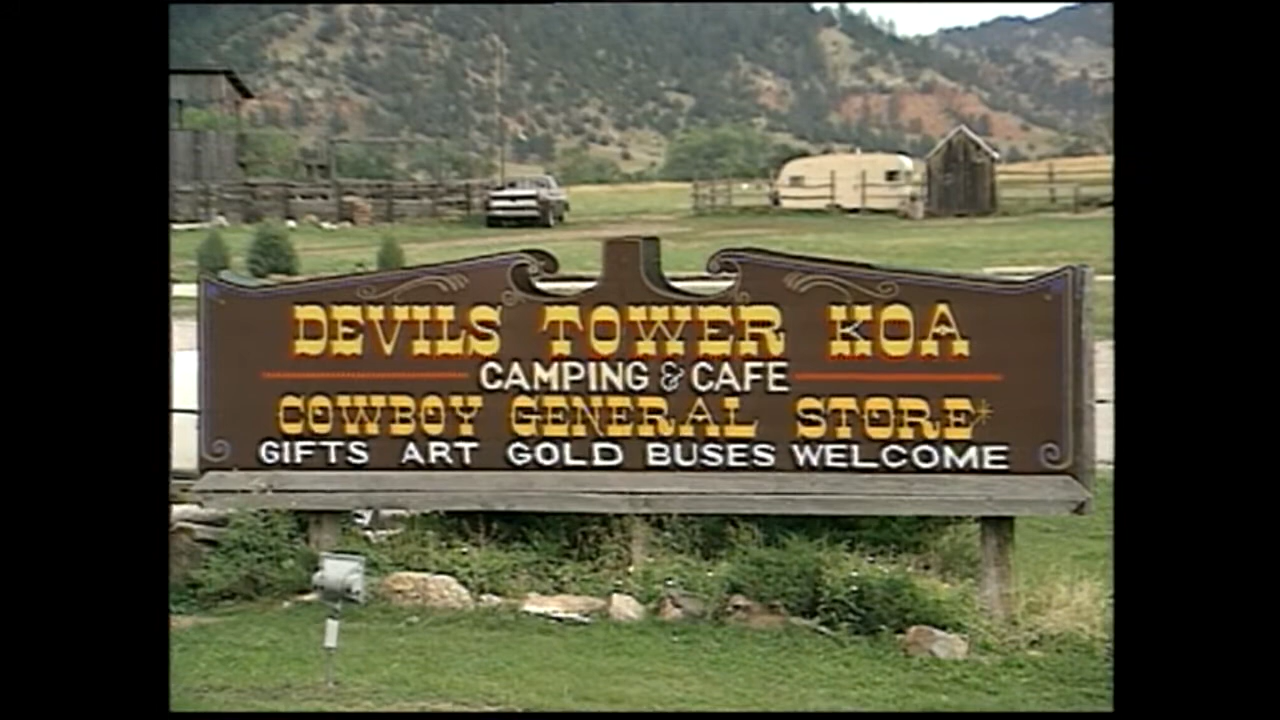 DEVILS TOWER KOA
CAMPING & CAFE
COWBOY GENERAL STORE
GIFTS ART GOLD BUSES WELCOME